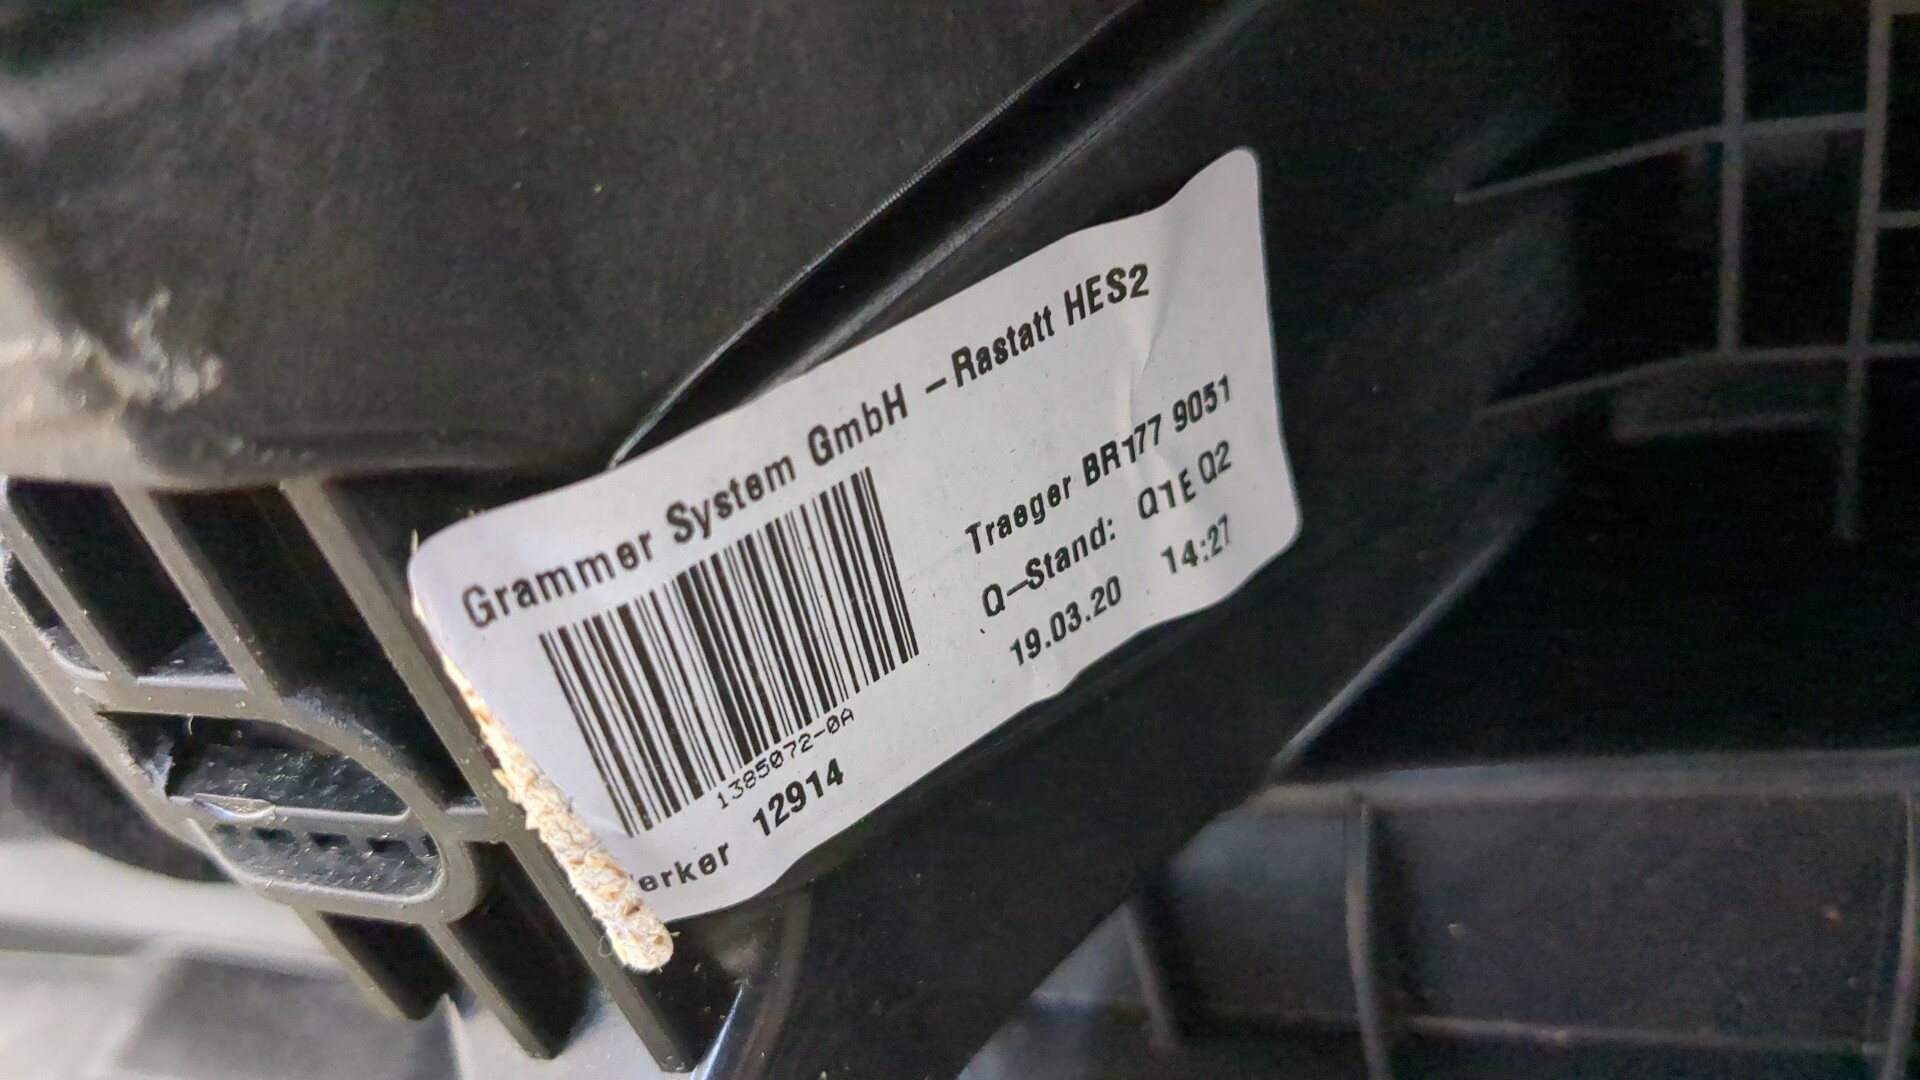 Grammer System GmbH - Rastatt HES2
Traeger BR177 9051
Q-Stand: Q1E Q2
19.03.20 14:27
1385072-0A
erker 12914